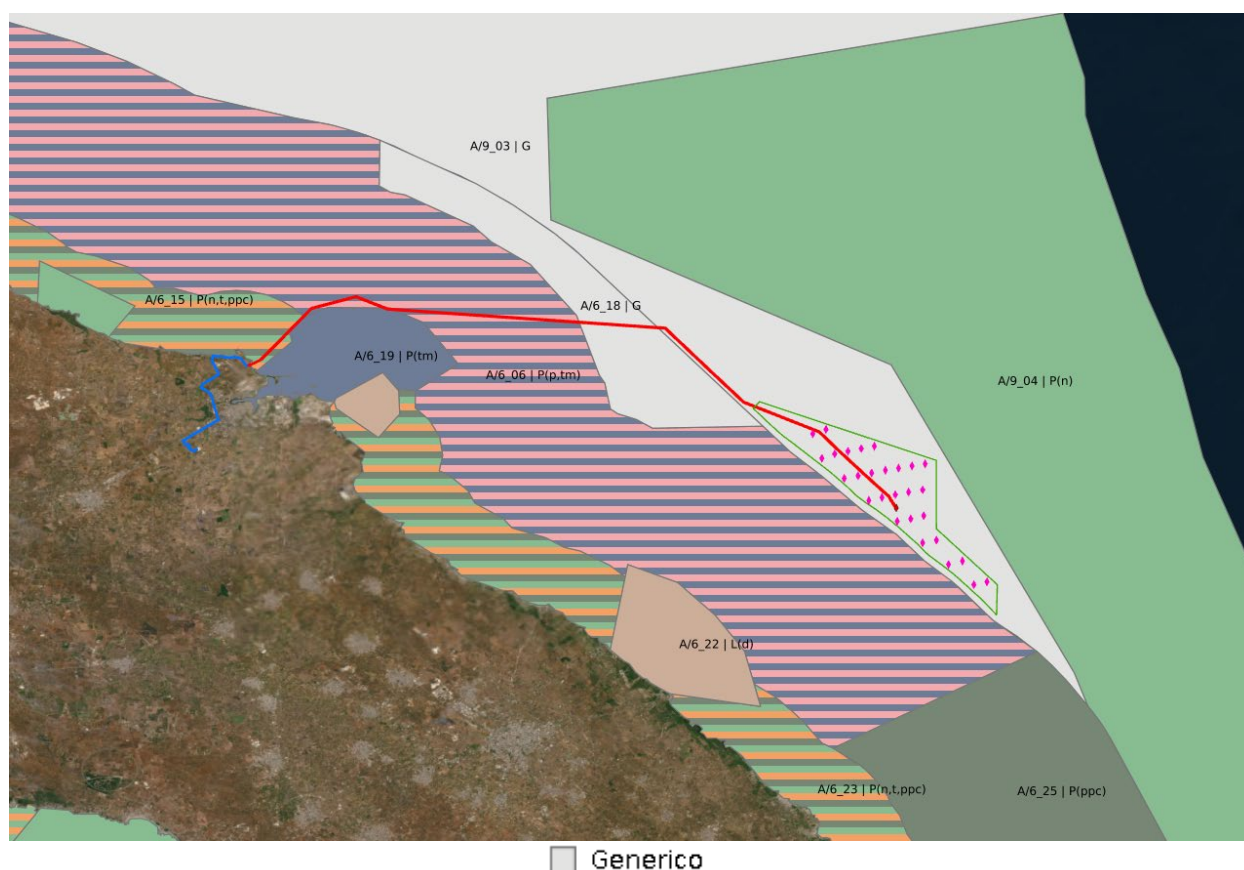 A/9_03 | G
A/6_15 | P(n,t,ppc)
A/6_18 | G
A/6_19 | P(tm)
A/6_06 | P(p,tm)
A/9_04 | P(n)
A/6_22 | L(d)
A/6_23 | P(n,t,ppc)
A/6_25 | P(ppc)
Generico